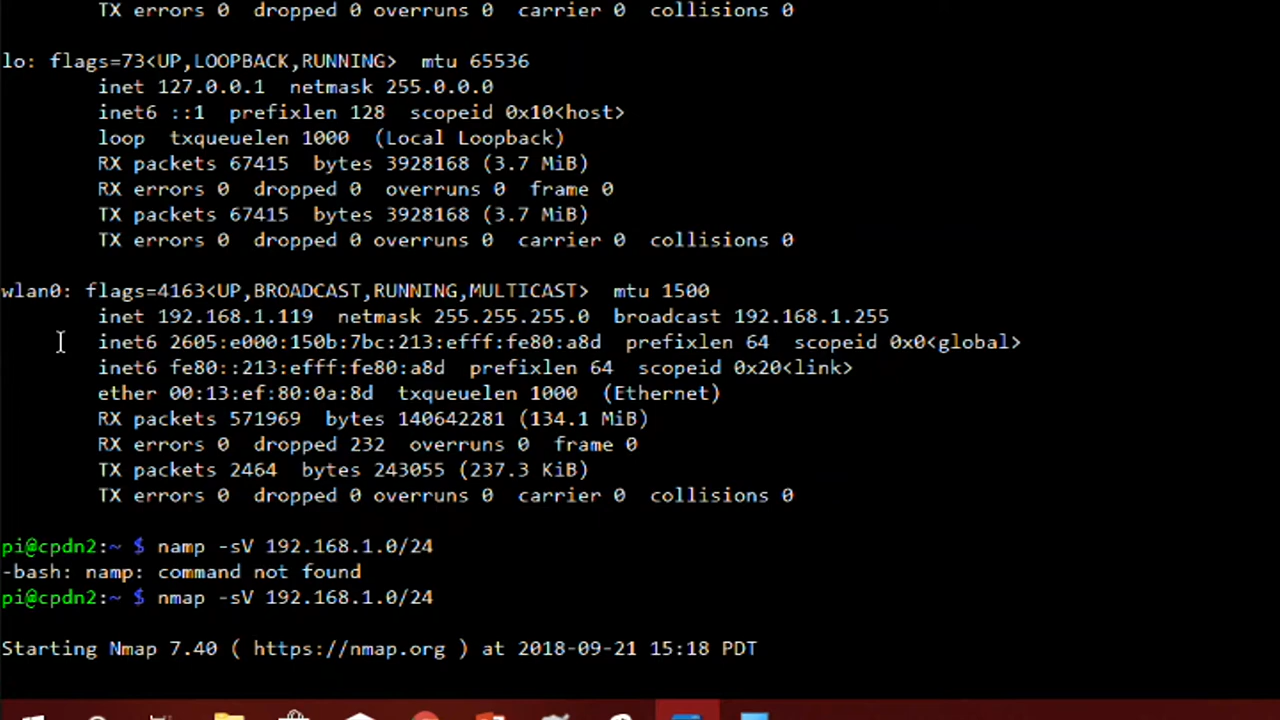 TX errors 0  dropped 0 overruns 0  carrier 0  collisions 0
lo: flags=73<UP,LOOPBACK,RUNNING>  mtu 65536
inet 127.0.0.1  netmask 255.0.0.0
inet6 ::1  prefixlen 128  scopeid 0x10<host>
loop  txqueuelen 1000  (Local Loopback)
RX packets 67415  bytes 3928168 (3.7 MiB)
RX errors 0  dropped 0  overruns 0  frame 0
TX packets 67415  bytes 3928168 (3.7 MiB)
TX errors 0  dropped 0 overruns 0  carrier 0  collisions 0
wlan0: flags=4163<UP,BROADCAST,RUNNING,MULTICAST>  mtu 1500
inet 192.168.1.119  netmask 255.255.255.0  broadcast 192.168.1.255
inet6 2605:e000:150b:7bc:213:efff:fe80:a8d  prefixlen 64  scopeid 0x0<global>
inet6 fe80::213:efff:fe80:a8d  prefixlen 64  scopeid 0x20<link>
ether 00:13:ef:80:0a:8d  txqueuelen 1000  (Ethernet)
RX packets 571969  bytes 140642281 (134.1 MiB)
RX errors 0  dropped 232  overruns 0  frame 0
TX packets 2464  bytes 243055 (237.3 KiB)
TX errors 0  dropped 0 overruns 0  carrier 0  collisions 0
pi@cpdn2:~ $ namp -sV 192.168.1.0/24
-bash: namp: command not found
pi@cpdn2:~ $ nmap -sV 192.168.1.0/24
Starting Nmap 7.40 ( https://nmap.org ) at 2018-09-21 15:18 PDT